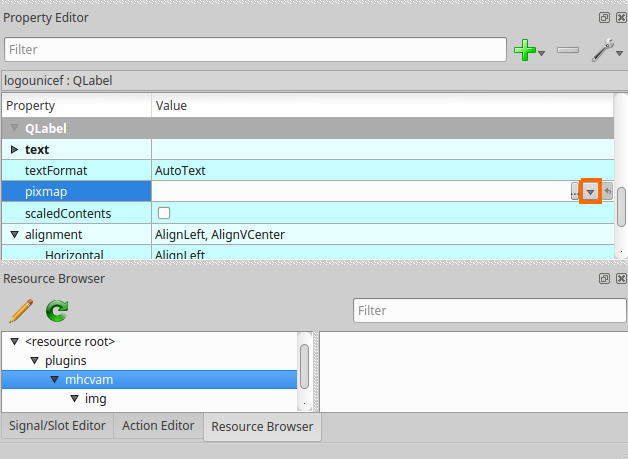 Property Editor
Filter
logounicef : QLabel
Property Value
QLabel
text
textFormat AutoText
pixmap
...
scaledContents
alignment AlignLeft, AlignVCenter
Horizontal AlignLeft
Resource Browser
Filter
<resource root>
plugins
mhcvam
img
Signal/Slot Editor Action Editor Resource Browser